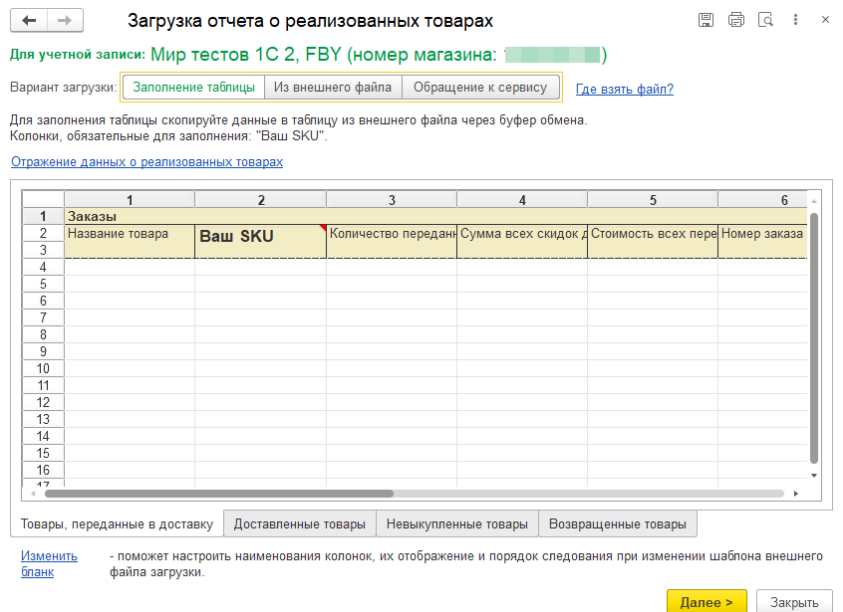 Загрузка отчета о реализованных товарах
Для учетной записи: Мир тестов 1С 2, FBY (номер магазина: 1 )
Вариант загрузки: Заполнение таблицы Из внешнего файла Обращение к сервису Где взять файл?
Для заполнения таблицы скопируйте данные в таблицу из внешнего файла через буфер обмена.
Колонки, обязательные для заполнения: "Ваш SKU".
Отражение данных о реализованных товарах
1 2 3 4 5 6
1 Заказы
2 Название товара Ваш SKU Количество передан Сумма всех скидок д Стоимость всех пере Номер заказа
3
4
5
6
7
8
9
10
11
12
13
14
15
16
17
Товары, переданные в доставку Доставленные товары Невыкупленные товары Возвращенные товары
Изменить - поможет настроить наименования колонок, их отображение и порядок следования при изменении шаблона внешнего
бланк файла загрузки.
Далее > Закрыть